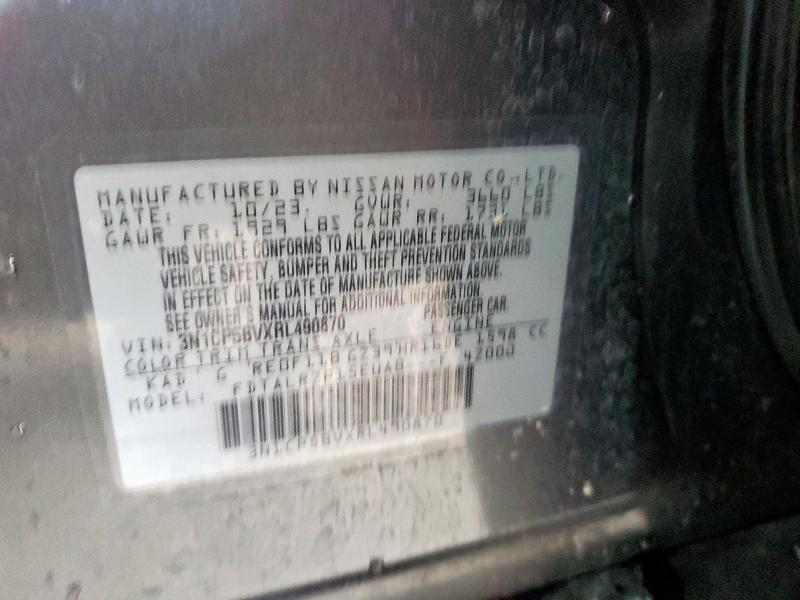 MANUFACTURED BY NISSAN MOTOR CO.,LTD.
DATE: 10/23. GVWR: 3660 LBS
GAWR FR: 1929 LBS GAWR RR: LBS
THIS VEHICLE CONFORMS TO ALL APPLICABLE FEDERAL MOTOR
VEHICLE SAFETY, BUMPER AND THEFT PREVENTION STANDARDS
IN EFFECT ON THE DATE OF MANUFACTURE SHOWN ABOVE.
SEE OWNER'S MANUAL FOR ADDITIONAL INFORMATION.
VIN: 3N1CP5BVXRL490870 PASSENGER CAR.
COLOR TRIM TRANS AXLE ENGINE
KAD G RE0F11B HR16DE 1598 CC
MODEL:
3N1CP5BVXRL490870